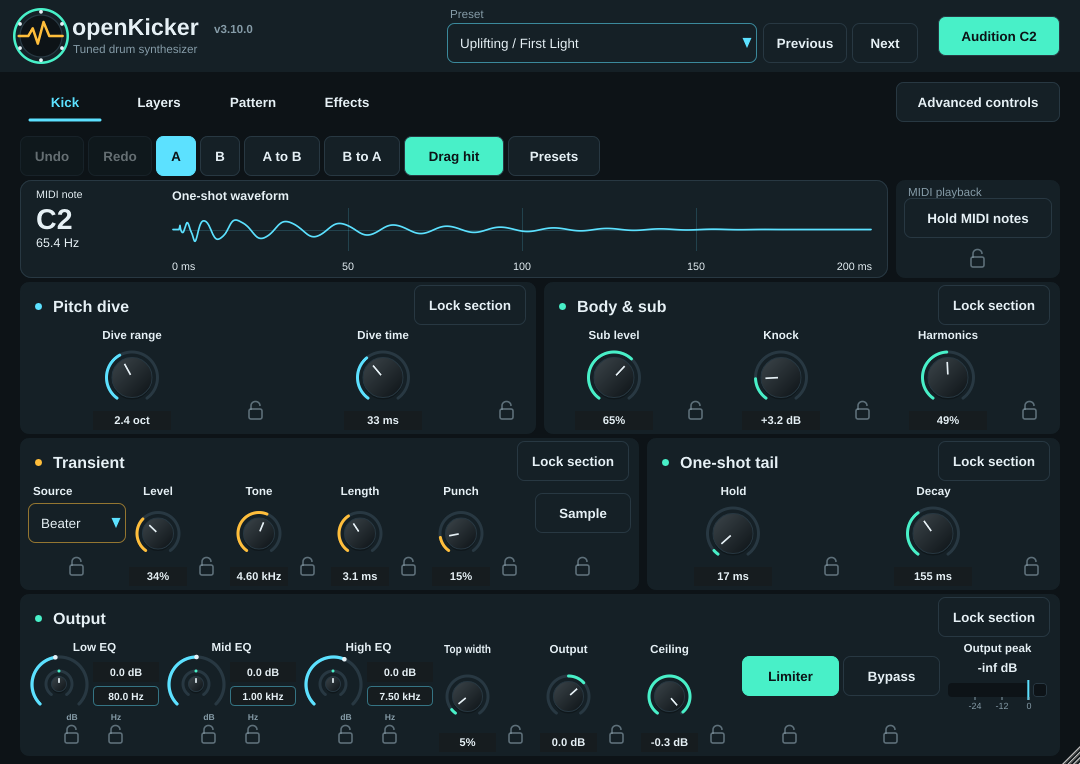 openKicker v3.10.0
Tuned drum synthesizer
Preset
Uplifting / First Light
Previous
Next
Audition C2
Kick
Layers
Pattern
Effects
Advanced controls
Undo
Redo
A
B
A to B
B to A
Drag hit
Presets
MIDI note
C2
65.4 Hz
One-shot waveform
0 ms
50
100
150
200 ms
MIDI playback
Hold MIDI notes
Pitch dive
Lock section
Dive range
Dive time
2.4 oct
33 ms
Body & sub
Lock section
Sub level
Knock
Harmonics
65%
+3.2 dB
49%
Transient
Lock section
Source
Level
Tone
Length
Punch
Beater
Sample
34%
4.60 kHz
3.1 ms
15%
One-shot tail
Lock section
Hold
Decay
17 ms
155 ms
Output
Lock section
Low EQ
0.0 dB
80.0 Hz
dB
Hz
Mid EQ
0.0 dB
1.00 kHz
dB
Hz
High EQ
0.0 dB
7.50 kHz
dB
Hz
Top width
Output
Ceiling
5%
0.0 dB
-0.3 dB
Limiter
Bypass
Output peak
-inf dB
-24
-12
0